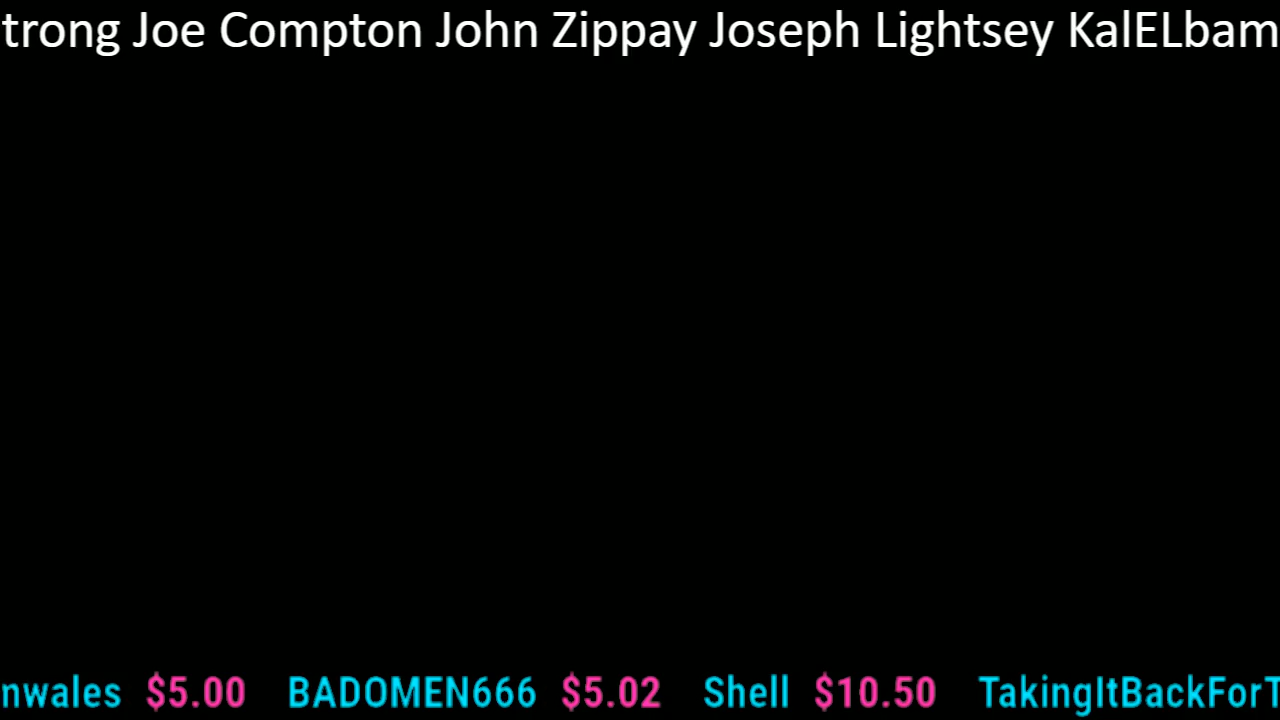 trong Joe Compton John Zippay Joseph Lightsey KalELbam
nwales $5.00 BADOMEN666 $5.02 Shell $10.50 TakingItBackForT